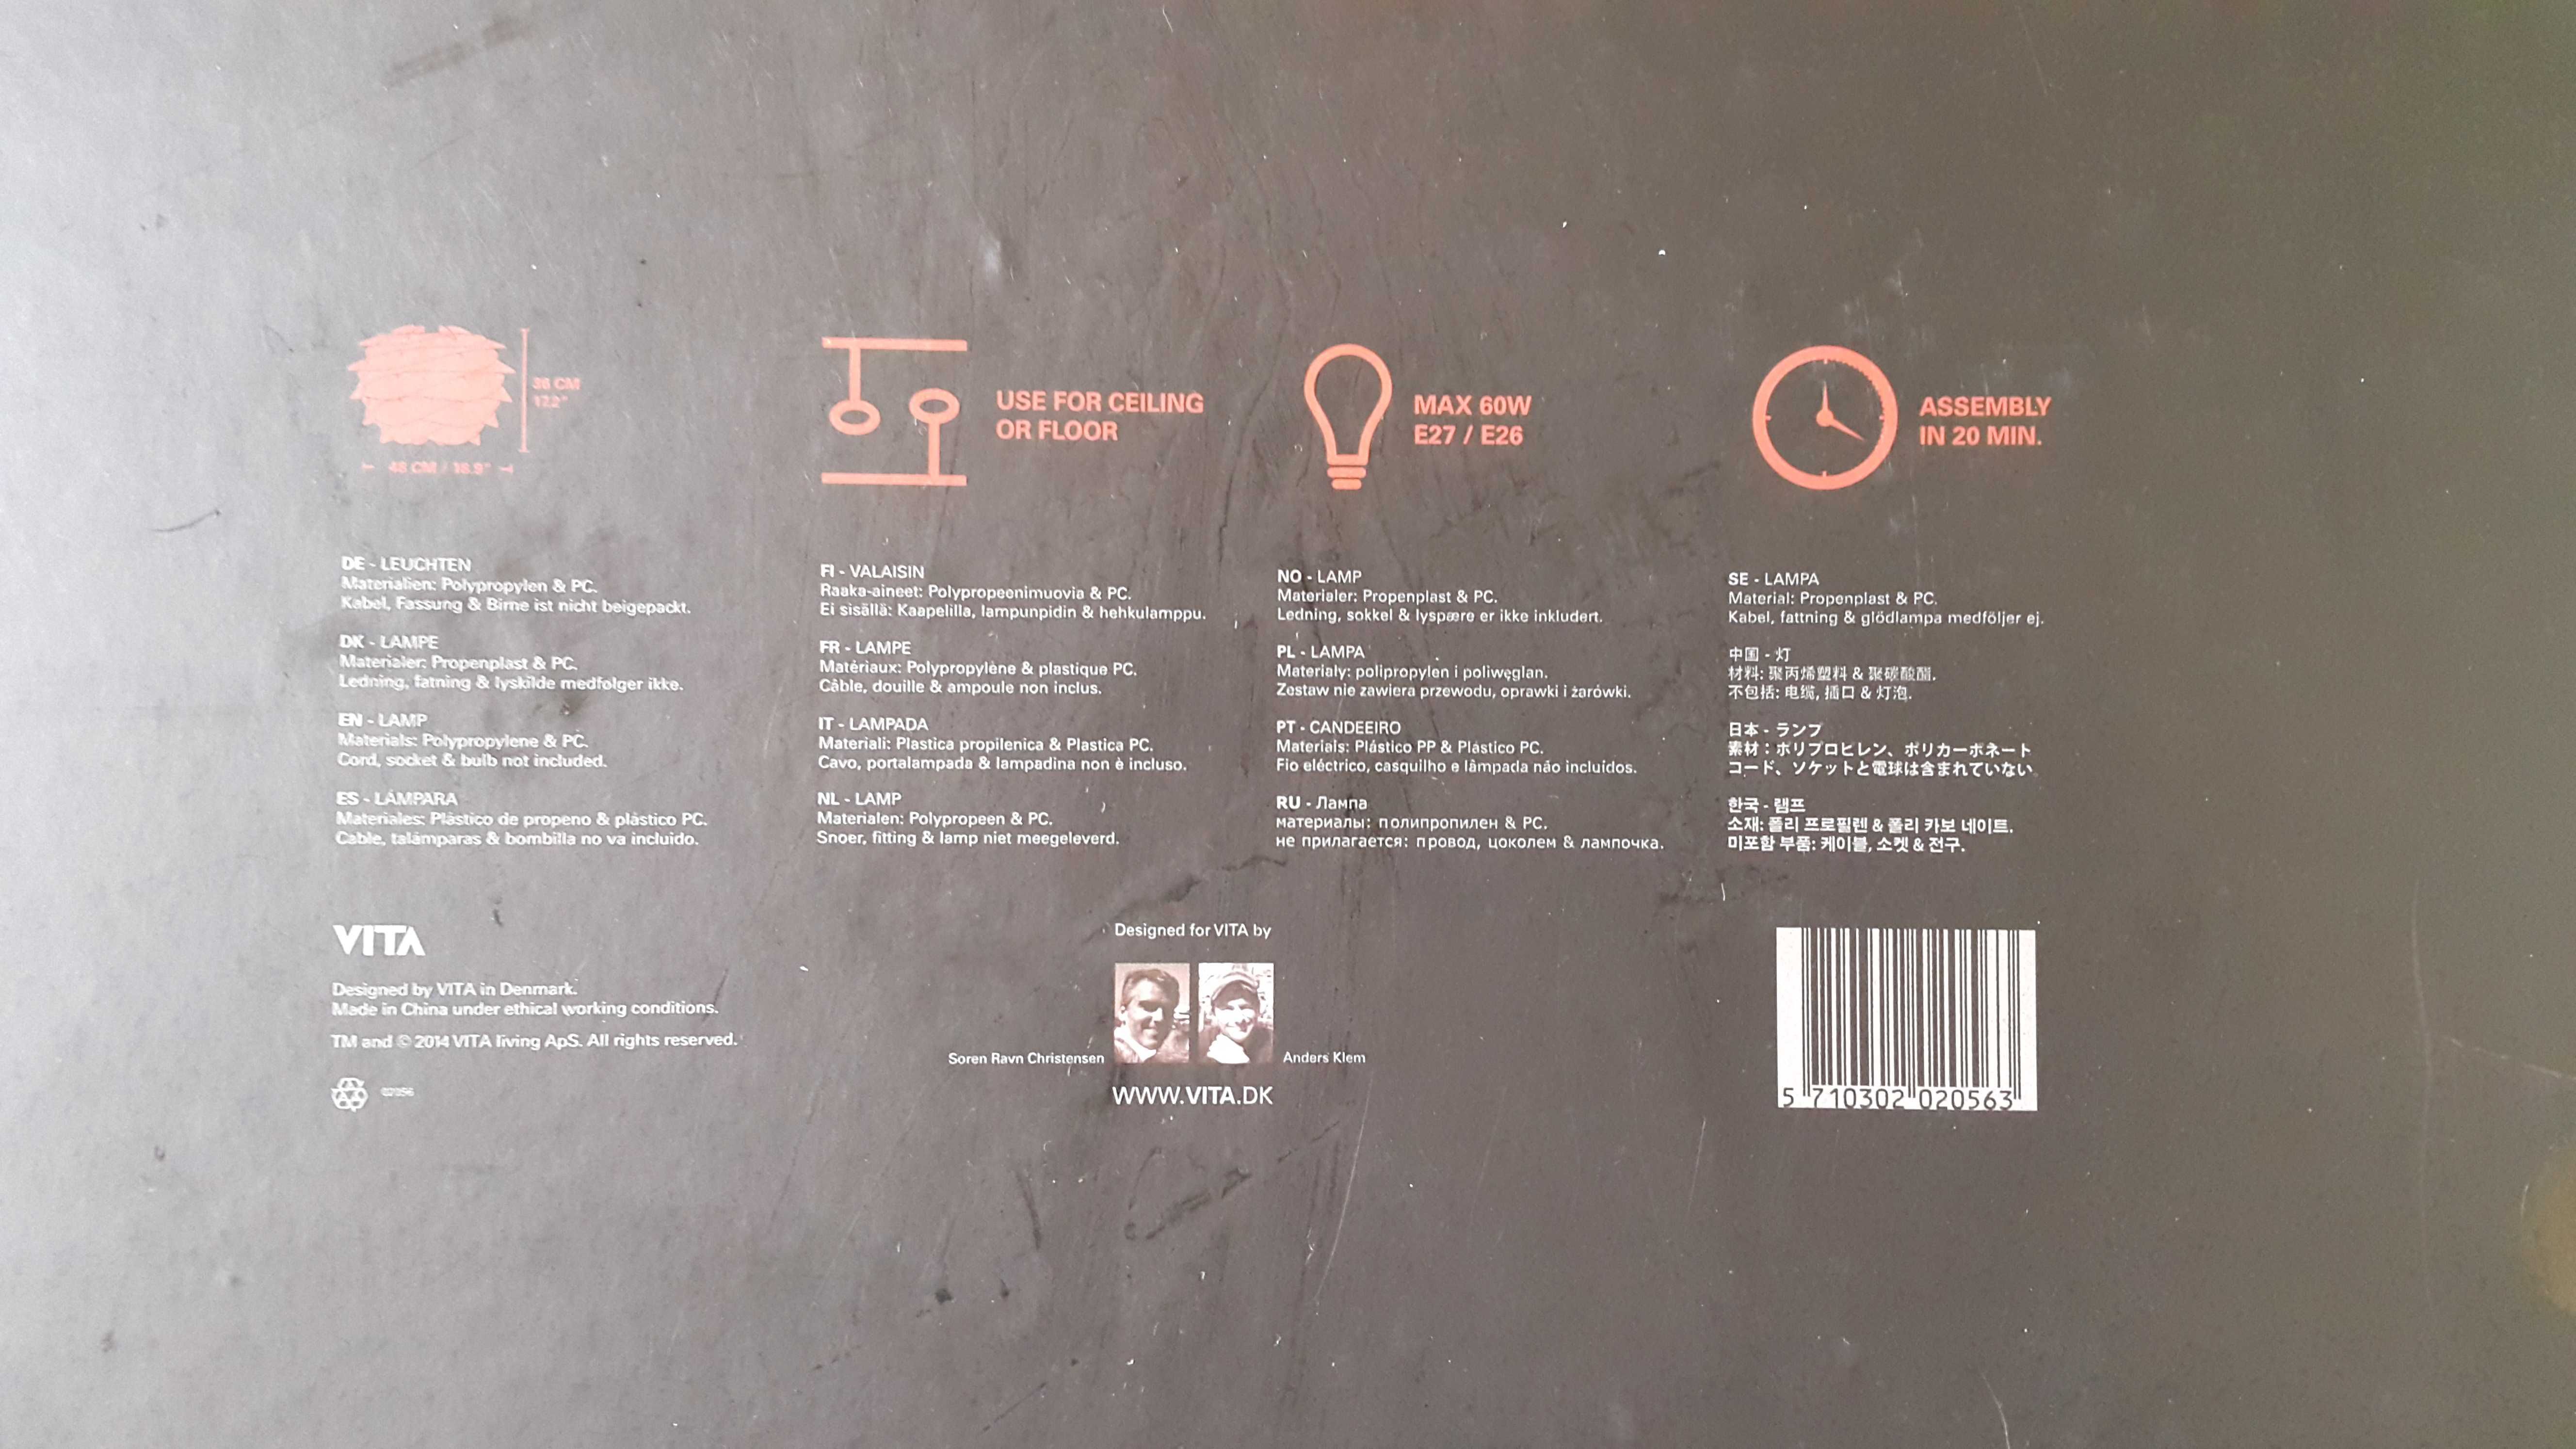 36 CM
17.2"
48 CM / 18.9"
USE FOR CEILING
OR FLOOR
MAX 60W
E27 / E26
ASSEMBLY
IN 20 MIN.
DE - LEUCHTEN
Materialien: Polypropylen & PC.
Kabel, Fassung & Birne ist nicht beigepackt.
DK - LAMPE
Materialer: Propenplast & PC.
Ledning, fatning & lyskilde medfølger ikke.
EN - LAMP
Materials: Polypropylene & PC.
Cord, socket & bulb not included.
ES - LÁMPARA
Materiales: Plástico de propeno & plástico PC.
Cable, talámparas & bombilla no va incluido.
FI - VALAISIN
Raaka-aineet: Polypropeenimuovia & PC.
Ei sisällä: Kaapelilla, lampunpidin & hehkulamppu.
FR - LAMPE
Matériaux: Polypropylène & plastique PC.
Câble, douille & ampoule non inclus.
IT - LAMPADA
Materiali: Plastica propilenica & Plastica PC.
Cavo, portalampada & lampadina non è incluso.
NL - LAMP
Materialen: Polypropeen & PC.
Snoer, fitting & lamp niet meegeleverd.
NO - LAMP
Materialer: Propenplast & PC.
Ledning, sokkel & lyspære er ikke inkludert.
PL - LAMPA
Materiały: polipropylen i poliwęglan.
Zestaw nie zawiera przewodu, oprawki i żarówki.
PT - CANDEEIRO
Materiais: Plástico PP & Plástico PC.
Fio eléctrico, casquilho e lâmpada não incluídos.
RU - Лампа
материалы: полипропилен & PC.
не прилагается: провод, цоколем & лампочка.
SE - LAMPA
Material: Propenplast & PC.
Kabel, fattning & glödlampa medföljer ej.
中国 - 灯
材料: 聚丙烯塑料 & 聚碳酸酯.
不包括: 电缆, 插口 & 灯泡.
日本 - ランプ
素材：ポリプロピレン、ポリカーボネート
コード、ソケットと電球は含まれていない
한국 - 램프
소재: 폴리 프로필렌 & 폴리 카보 네이트.
미포함 부품: 케이블, 소켓 & 전구.
VITA
Designed by VITA in Denmark.
Made in China under ethical working conditions.
TM and © 2014 VITA living ApS. All rights reserved.
02056
Designed for VITA by
Soren Ravn Christensen
Anders Klem
WWW.VITA.DK
5 710302 020563